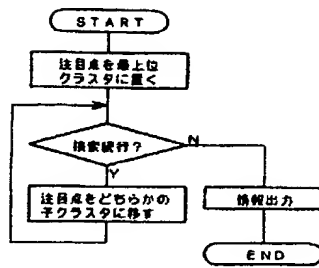 START
注目点を最上位
クラスタに置く
検索続行?
N
Y
注目点をどちらかの
子クラスタに移す
情報出力
END